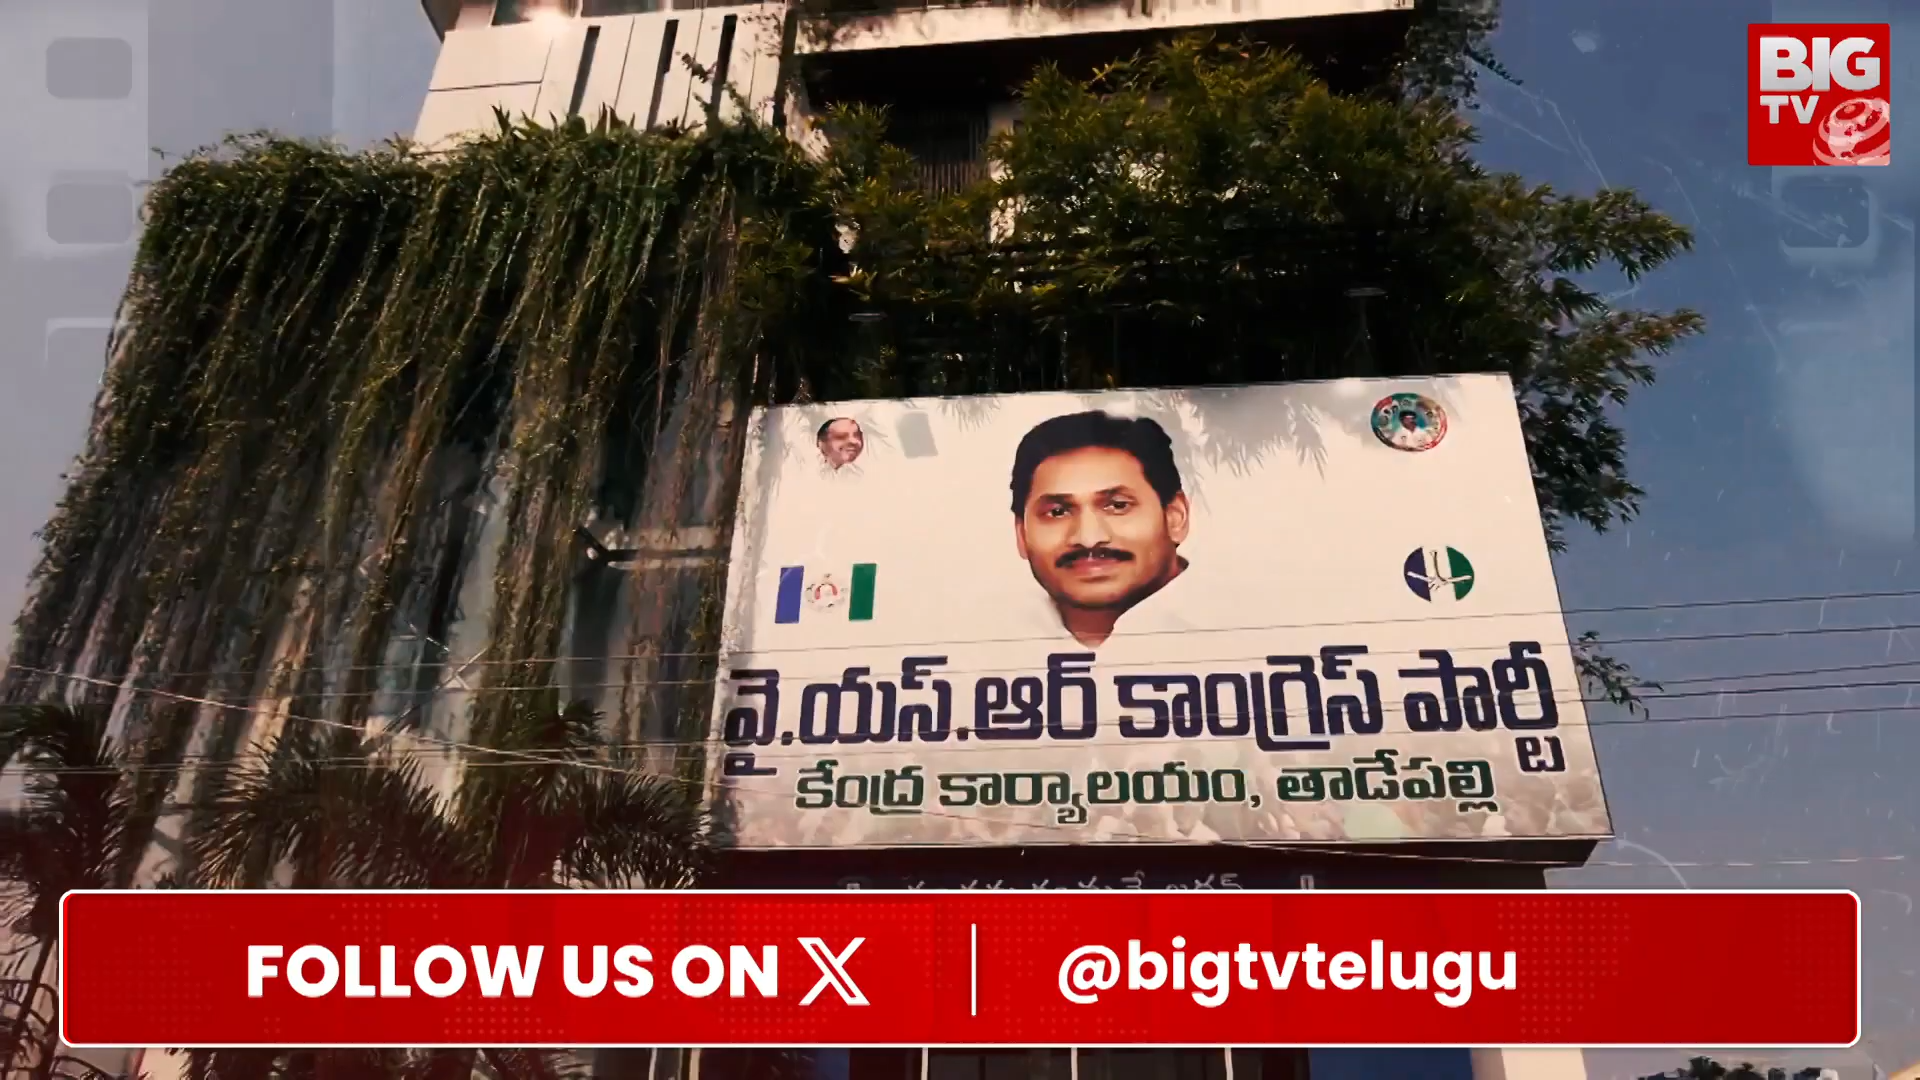 BIG
TV
వై.యస్.ఆర్ కాంగ్రెస్ పార్టీ
కేంద్ర కార్యాలయం, తాడేపల్లి
FOLLOW US ON X
@bigtvtelugu